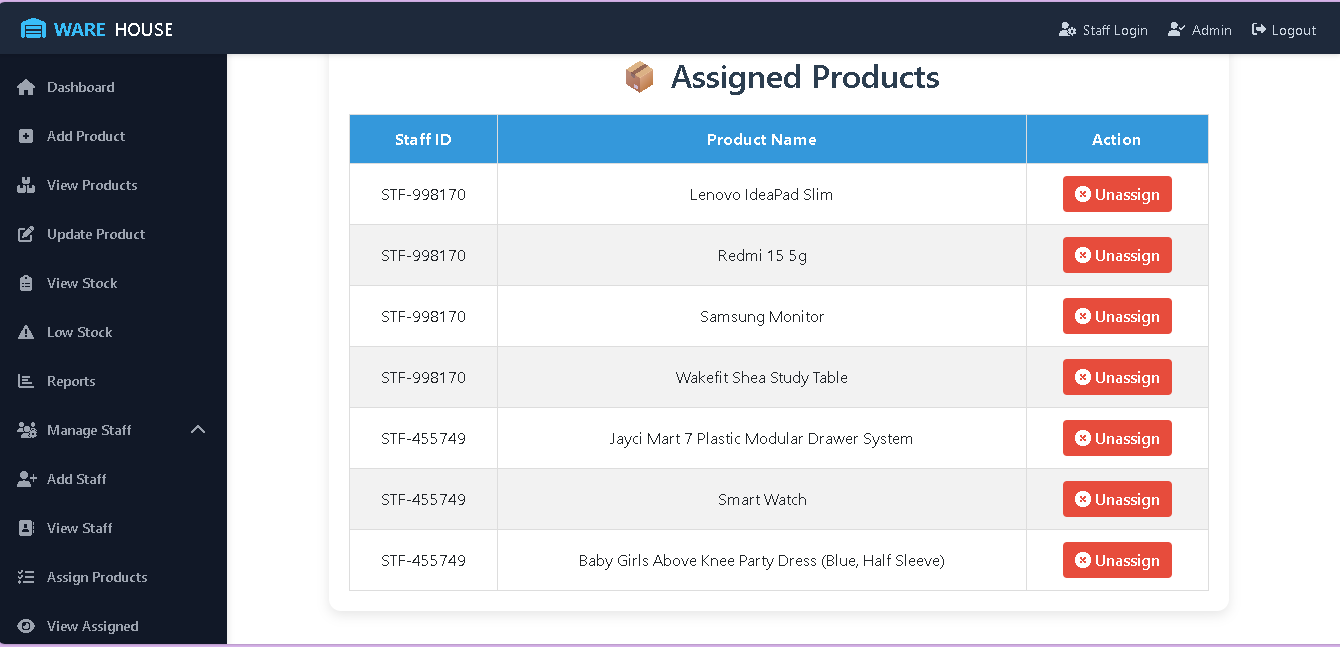 WARE HOUSE
Staff Login Admin Logout
Dashboard
Add Product
View Products
Update Product
View Stock
Low Stock
Reports
Manage Staff
Add Staff
View Staff
Assign Products
View Assigned
Assigned Products
Staff ID Product Name Action
STF-998170 Lenovo IdeaPad Slim Unassign
STF-998170 Redmi 15 5g Unassign
STF-998170 Samsung Monitor Unassign
STF-998170 Wakefit Shea Study Table Unassign
STF-455749 Jayci Mart 7 Plastic Modular Drawer System Unassign
STF-455749 Smart Watch Unassign
STF-455749 Baby Girls Above Knee Party Dress (Blue, Half Sleeve) Unassign